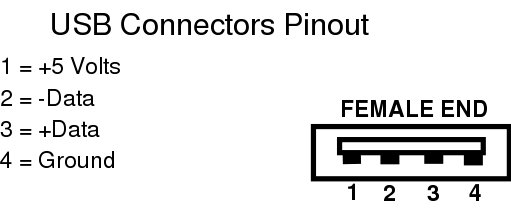 USB Connectors Pinout
1 = +5 Volts
2 = -Data
3 = +Data
4 = Ground
FEMALE END
1 2 3 4